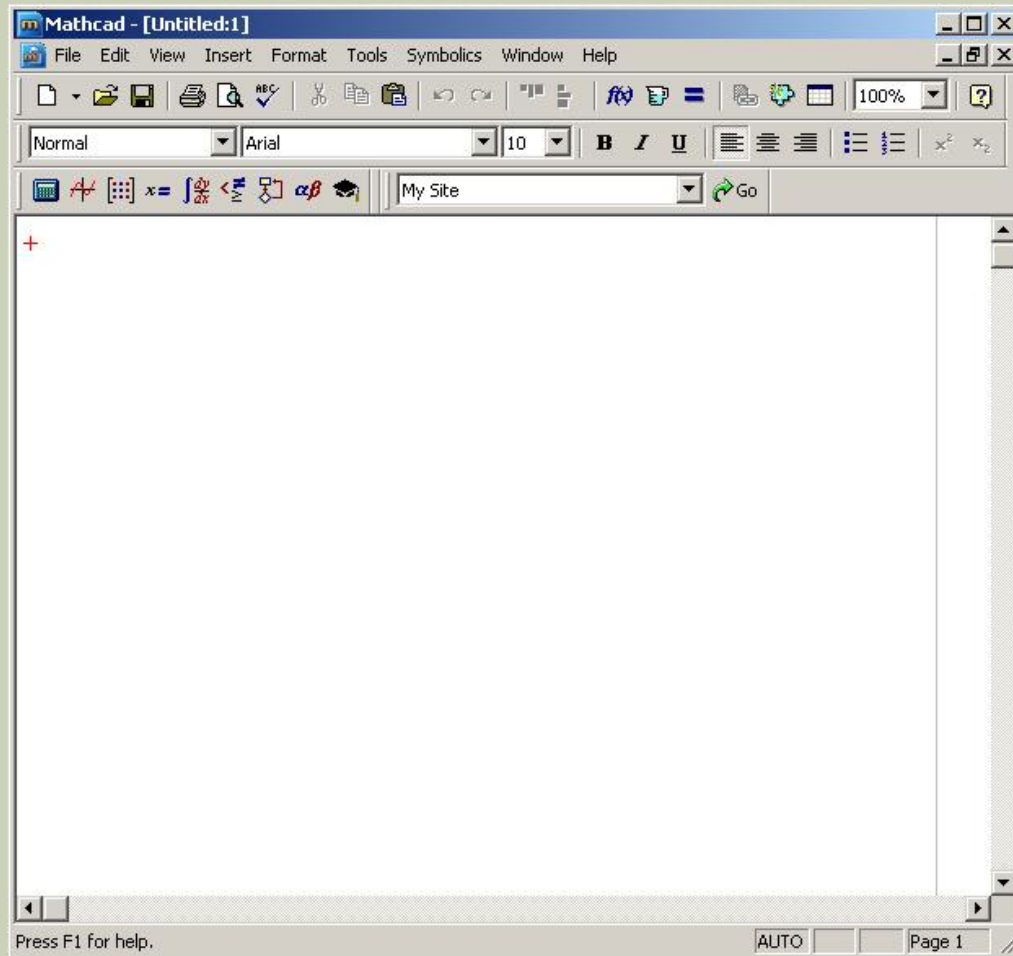 Mathcad - [Untitled:1]
File Edit View Insert Format Tools Symbolics Window Help
100%
Normal Arial 10 B I U
My Site Go
Press F1 for help. AUTO Page 1